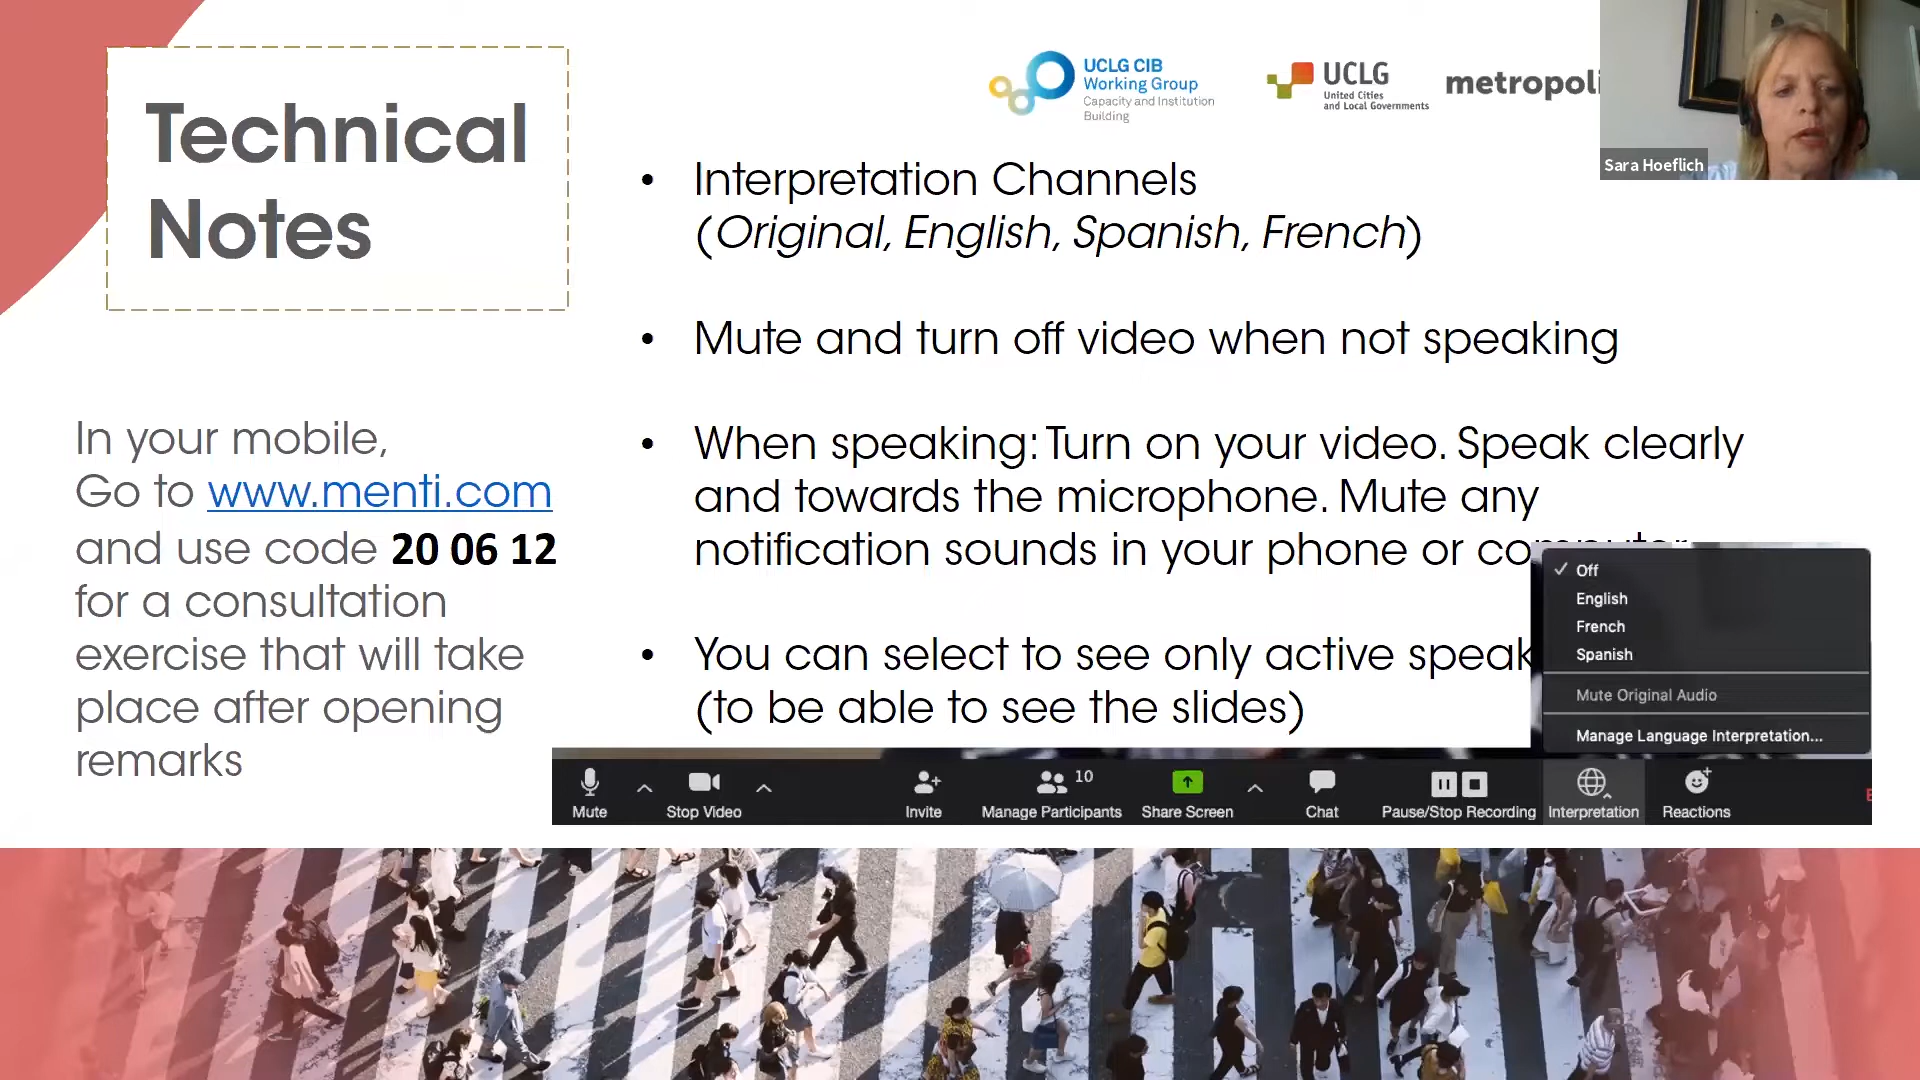 Technical
Notes
UCLG CIB
Working Group
Capacity and Institution
Building
UCLG
United Cities
and Local Governments
Sara Hoeflich
• Interpretation Channels
(Original, English, Spanish, French)
• Mute and turn off video when not speaking
• When speaking: Turn on your video. Speak clearly
and towards the microphone. Mute any
notification sounds in your phone or computer
• You can select to see only active
(to be able to see the slides)
In your mobile,
Go to www.menti.com
and use code 20 06 12
for a consultation
exercise that will take
place after opening
remarks
✓ Off
English
French
Spanish
Mute Original Audio
Manage Language Interpretation...
10
Mute
Stop Video
Invite
Manage Participants
Share Screen
Chat
Pause/Stop Recording
Interpretation
Reactions